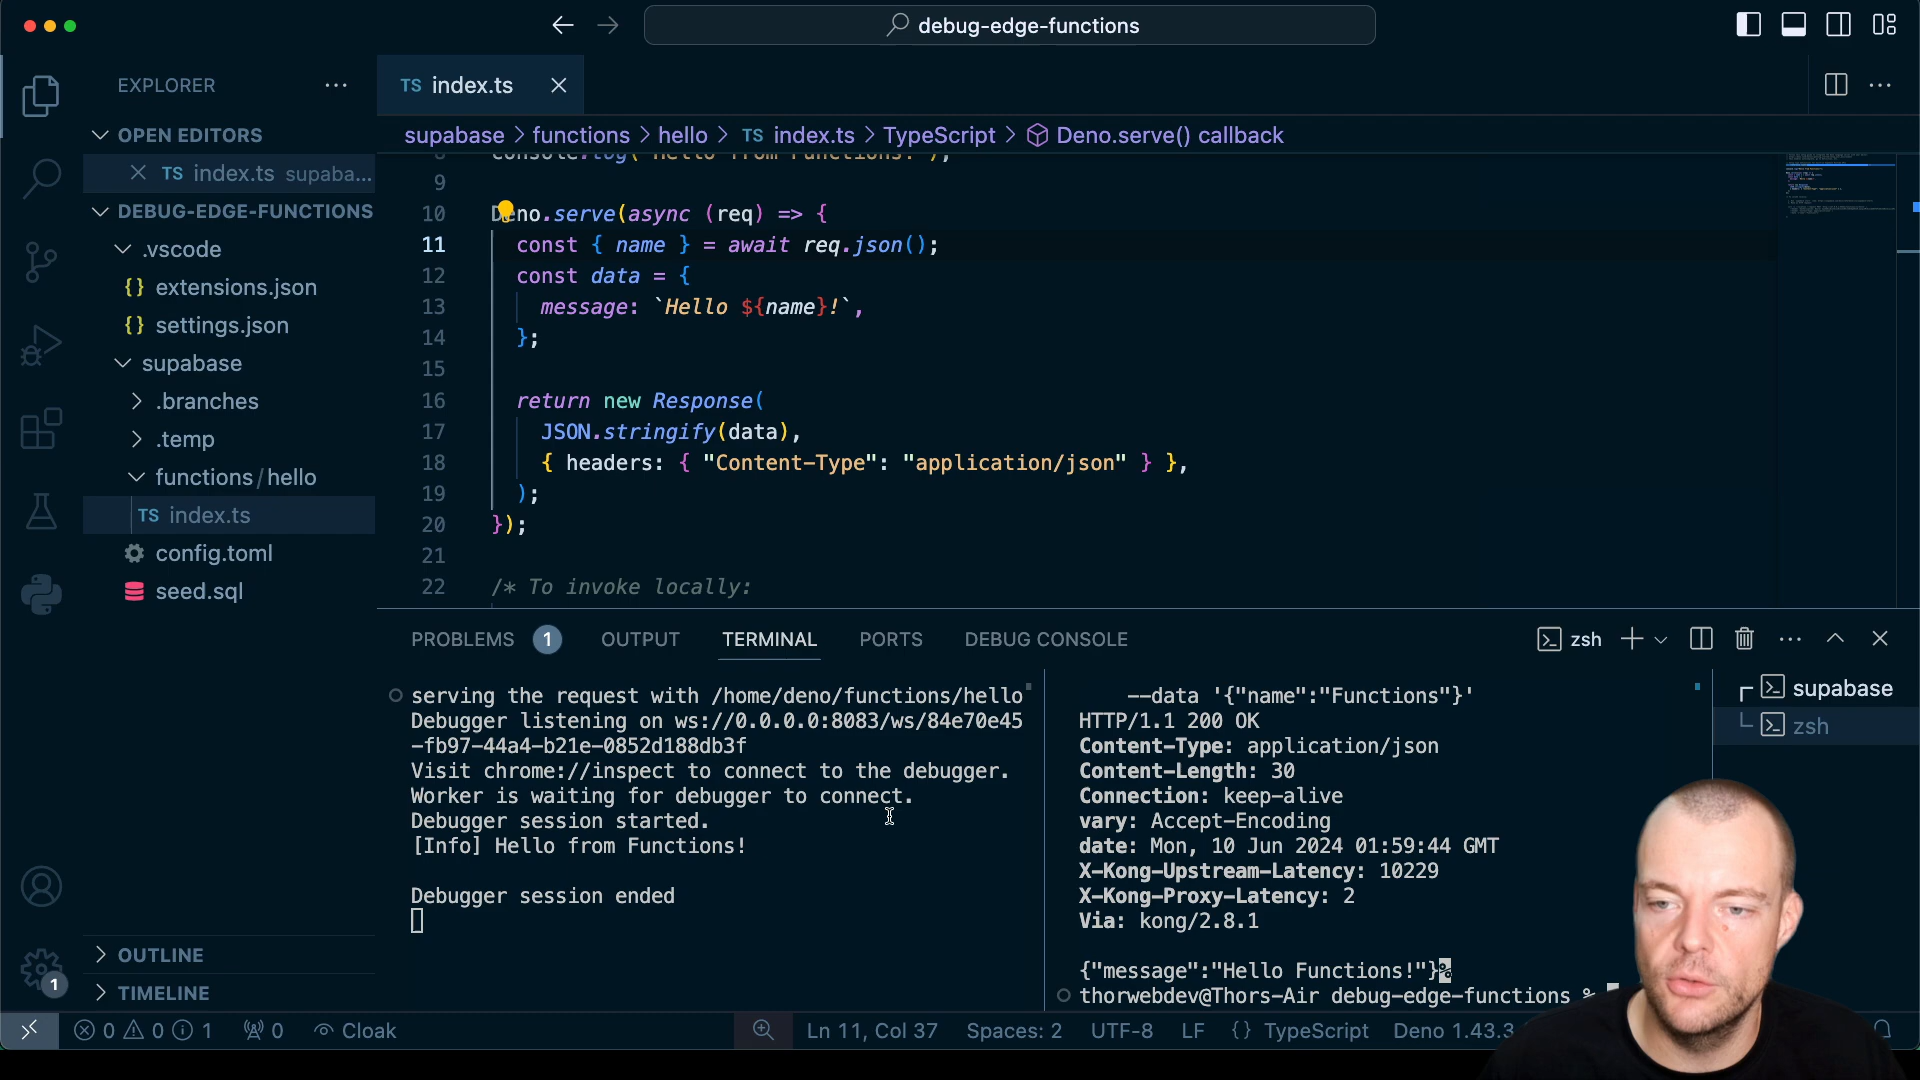 debug-edge-functions
EXPLORER
TS index.ts
OPEN EDITORS
TS index.ts supaba...
DEBUG-EDGE-FUNCTIONS
.vscode
{} extensions.json
{} settings.json
supabase
.branches
.temp
functions/hello
TS index.ts
config.toml
seed.sql
OUTLINE
TIMELINE
supabase > functions > hello > TS index.ts > TypeScript > Deno.serve() callback
console.log("Hello from Functions!");
9
10 Deno.serve(async (req) => {
11 const { name } = await req.json();
12 const data = {
13 message: `Hello ${name}!`,
14 };
15
16 return new Response(
17 JSON.stringify(data),
18 { headers: { "Content-Type": "application/json" } },
19 );
20 });
21
22 /* To invoke locally:
PROBLEMS 1 OUTPUT TERMINAL PORTS DEBUG CONSOLE
zsh
serving the request with /home/deno/functions/hello
Debugger listening on ws://0.0.0.0:8083/ws/84e70e45
-fb97-44a4-b21e-0852d188db3f
Visit chrome://inspect to connect to the debugger.
Worker is waiting for debugger to connect.
Debugger session started.
[Info] Hello from Functions!
Debugger session ended
--data '{"name":"Functions"}'
HTTP/1.1 200 OK
Content-Type: application/json
Content-Length: 30
Connection: keep-alive
vary: Accept-Encoding
date: Mon, 10 Jun 2024 01:59:44 GMT
X-Kong-Upstream-Latency: 10229
X-Kong-Proxy-Latency: 2
Via: kong/2.8.1
{"message":"Hello Functions!"}%
thorwebdev@Thors-Air debug-edge-functions %
supabase
zsh
1
0 0 1 0 Cloak
Ln 11, Col 37 Spaces: 2 UTF-8 LF {} TypeScript Deno 1.43.3